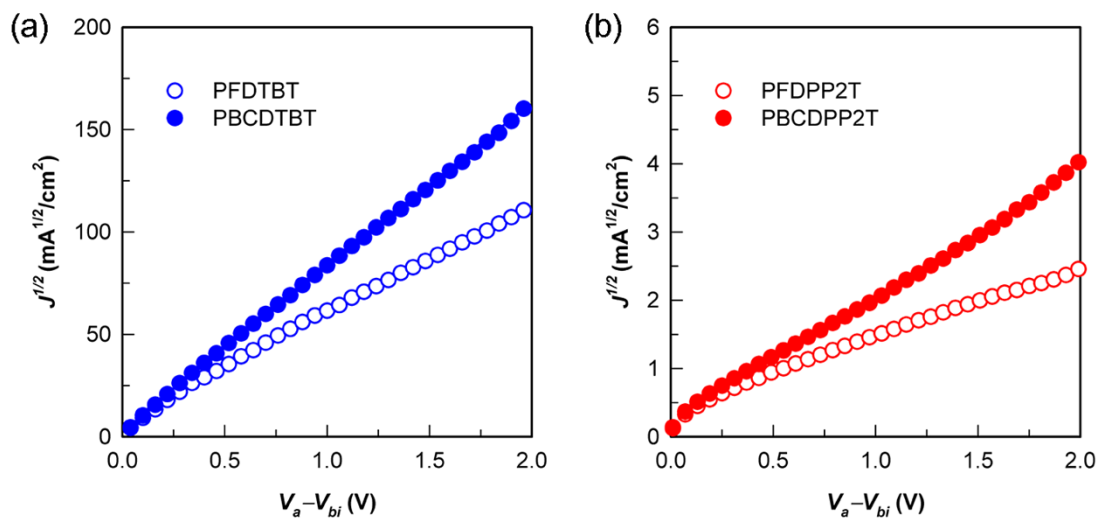 (a)
200
150
100
50
0
PFDTBT
PBCDTBT
J1/2 (mA1/2/cm2)
0.0 0.5 1.0 1.5 2.0
Va–Vbi (V)
(b)
6
5
4
3
2
1
0
PFDPP2T
PBCDPP2T
J1/2 (mA1/2/cm2)
0.0 0.5 1.0 1.5 2.0
Va–Vbi (V)